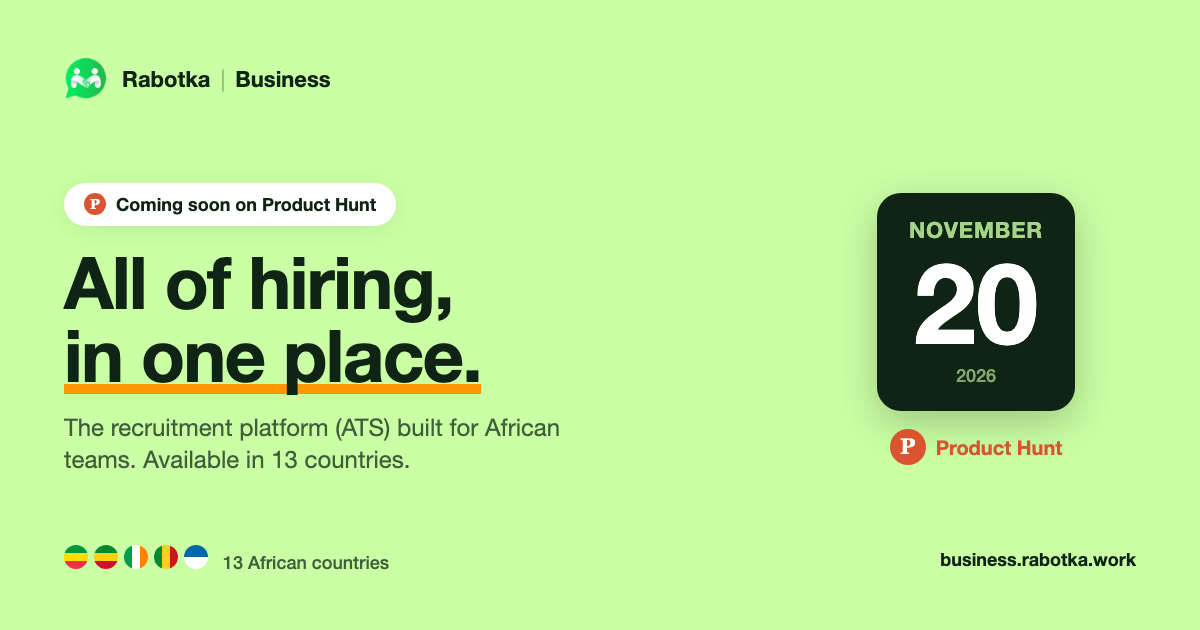 Rabotka | Business
P Coming soon on Product Hunt
All of hiring,
in one place.
The recruitment platform (ATS) built for African
teams. Available in 13 countries.
NOVEMBER
20
2026
P Product Hunt
13 African countries
business.rabotka.work